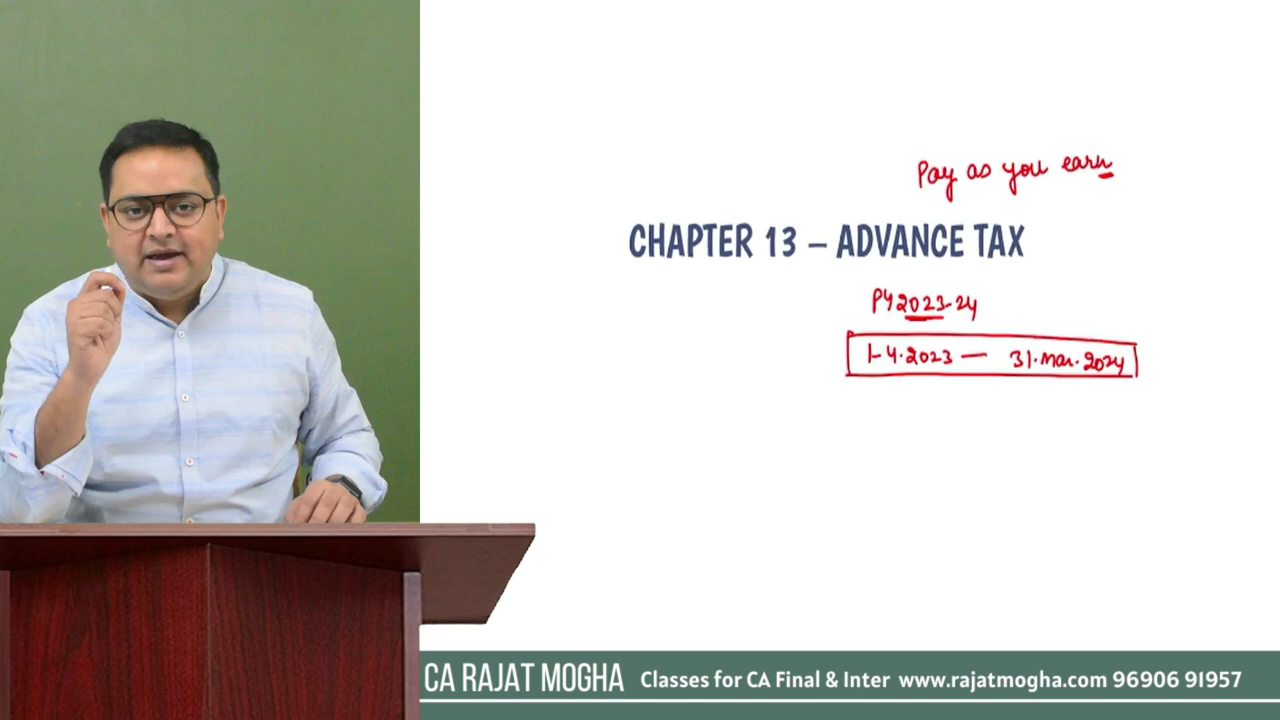 Pay as you earn
CHAPTER 13 – ADVANCE TAX
PY 2023-24
1-4-2023 — 31.Mar.2024
CA RAJAT MOGHA Classes for CA Final & Inter www.rajatmogha.com 96906 91957